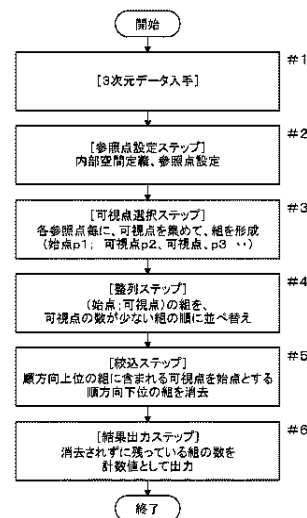 開始
#1
[3次元データ入手]
#2
[参照点設定ステップ]
内部空間定義、参照点設定
#3
[可視点選択ステップ]
各参照点毎に、可視点を集めて、組を形成
(始点p1; 可視点p2、可視点、p3 ‥)
#4
[整列ステップ]
(始点;可視点)の組を、
可視点の数が少ない組の順に並べ替え
#5
[絞込ステップ]
順方向上位の組に含まれる可視点を始点とする
順方向下位の組を消去
#6
[結果出力ステップ]
消去されずに残っている組の数を
計数値として出力
終了